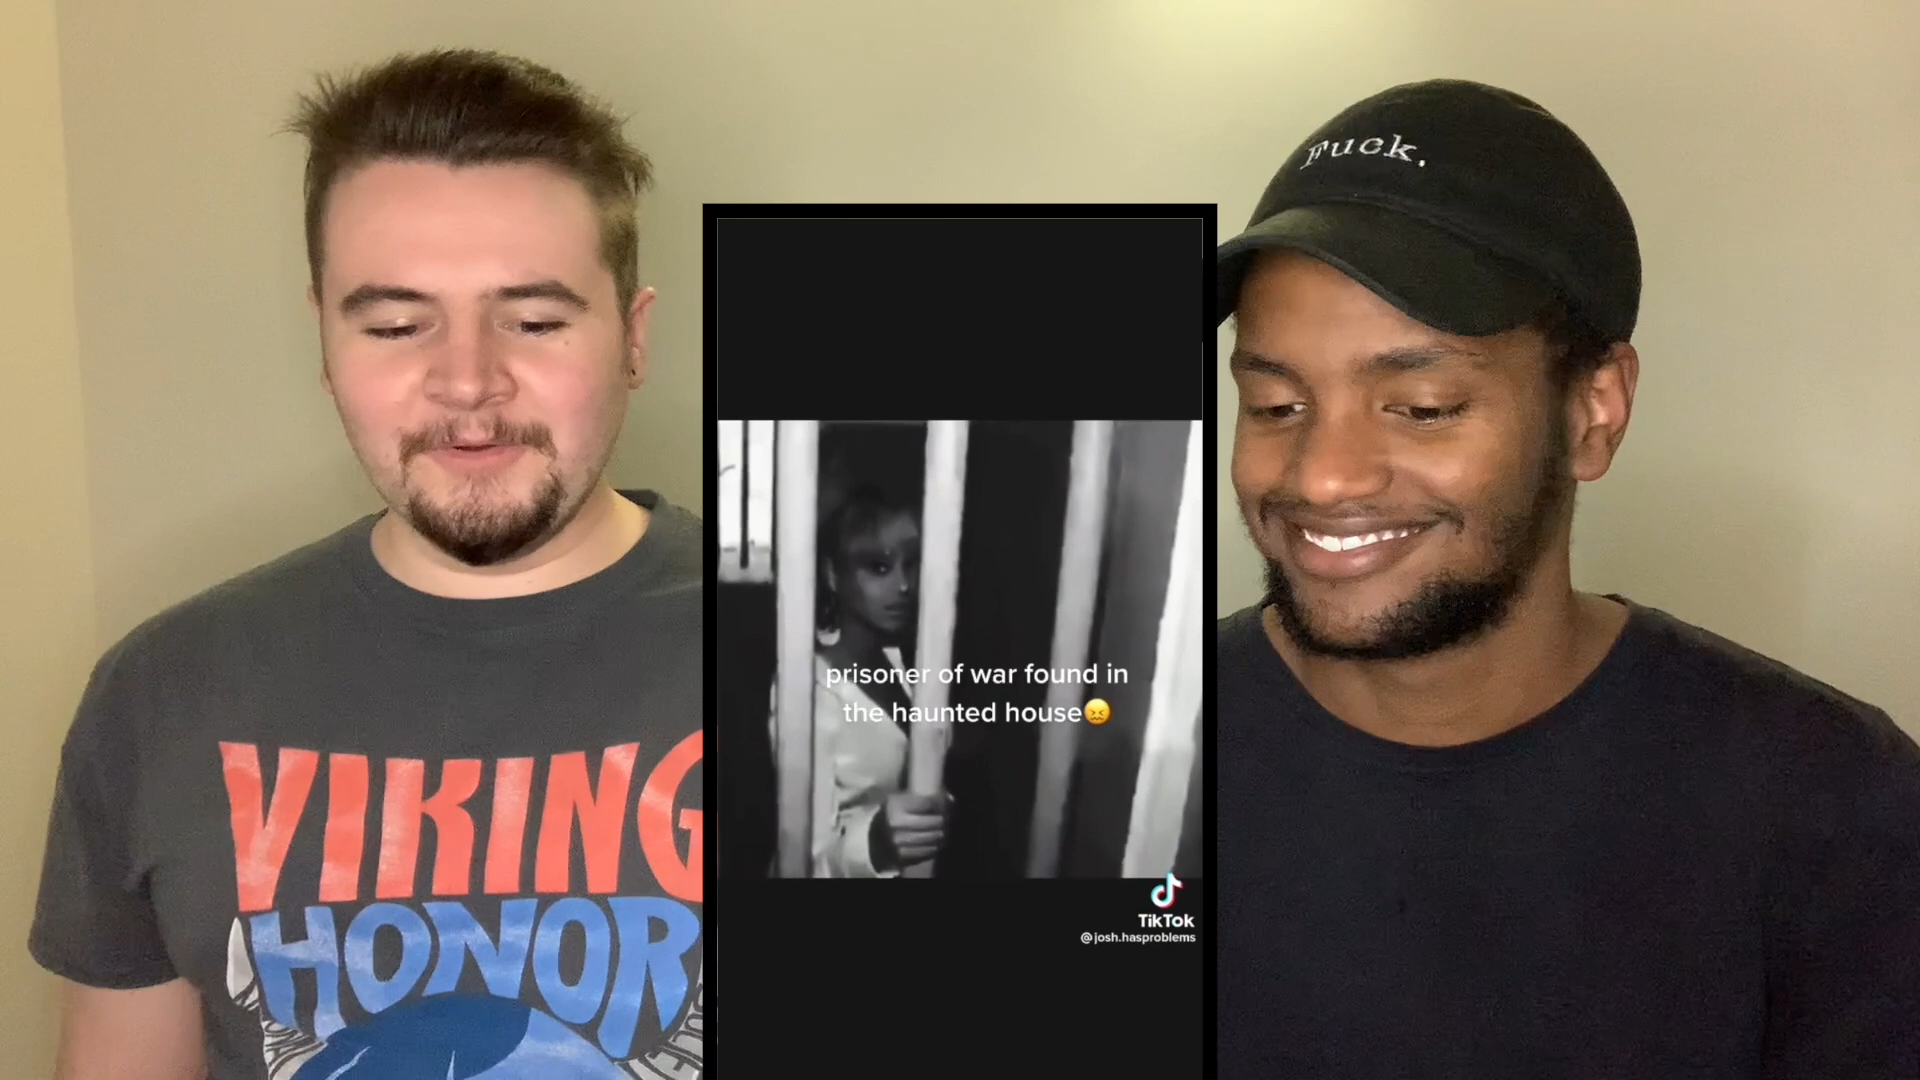 Fuck.
prisoner of war found in
the haunted house😖
VIKING
HONOR
TikTok
@josh.hasproblems